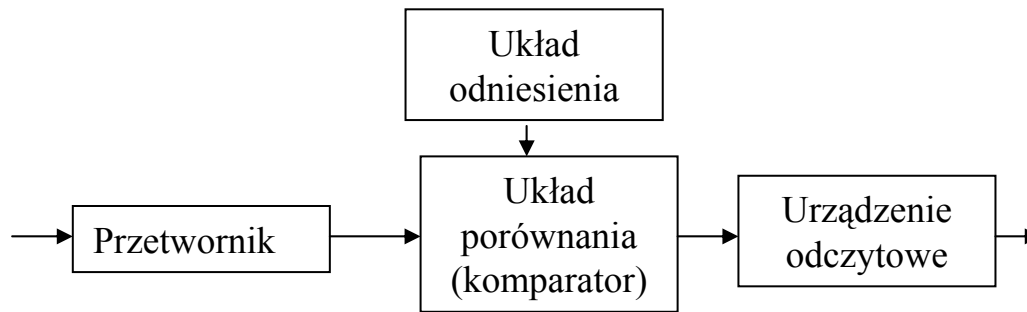 Układ
odniesienia
Przetwornik
Układ
porównania
(komparator)
Urządzenie
odczytowe